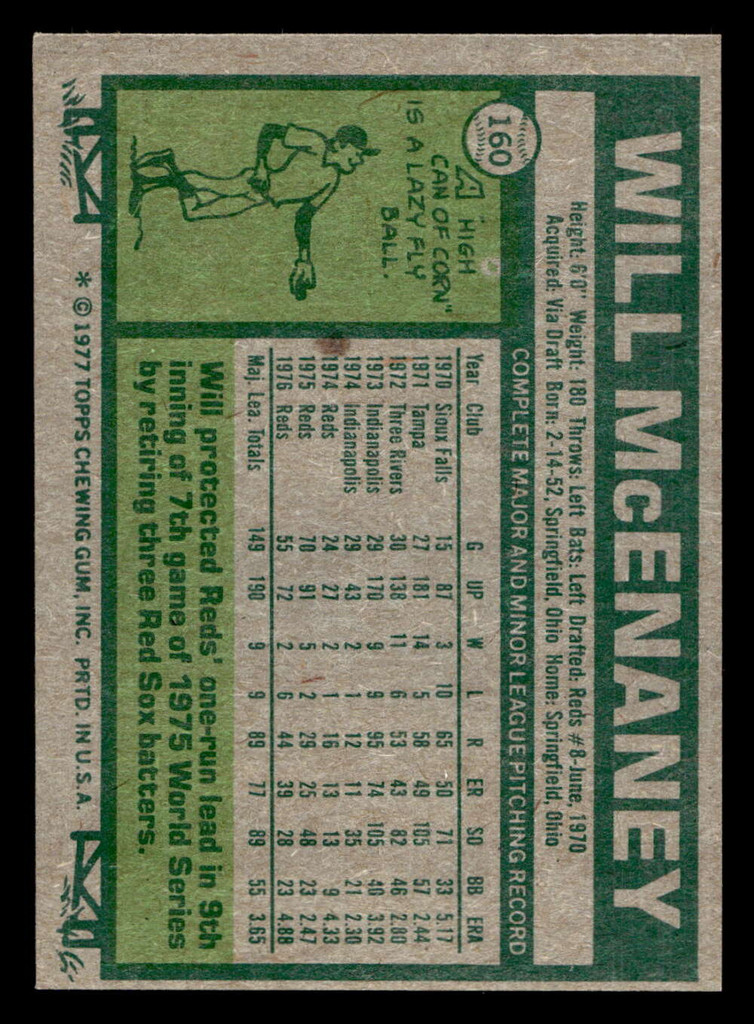 160
WILL McENANEY
Height: 6'0" Weight: 180 Throws: Left Bats: Left Drafted: Reds #8-June, 1970
Acquired: Via Draft Born: 2-14-52, Springfield, Ohio Home: Springfield, Ohio
COMPLETE MAJOR AND MINOR LEAGUE PITCHING RECORD
A HIGH
CAN OF CORN"
IS A LAZY FLY
BALL.
Year Club G UP W L R ER SO BB ERA
1970 Sioux Falls 15 87 3 10 65 50 71 33 5.17
1971 Tampa 27 181 14 5 58 49 105 57 2.44
1972 Three Rivers 30 138 11 6 53 43 82 46 2.80
1973 Indianapolis 29 170 9 9 95 74 105 40 3.92
1974 Indianapolis 29 43 2 1 12 11 35 21 2.30
1974 Reds 24 27 2 1 16 13 13 9 4.33
1975 Reds 70 91 5 2 29 25 48 23 2.47
1976 Reds 55 72 2 6 44 39 28 23 4.88
Maj. Lea. Totals 149 190 9 9 89 77 89 55 3.65
Will protected Reds' one-run lead in 9th
inning of 7th game of 1975 World Series
by retiring three Red Sox batters.
* © 1977 TOPPS CHEWING GUM, INC. PRTD. IN U.S.A.